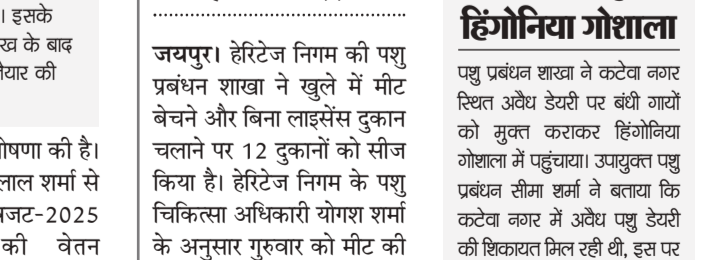 । इसके
ख के बाद
यार की
ोषणा की है।
लाल शर्मा से
जट-2025
की वेतन
जयपुर। हेरिटेज निगम की पशु
प्रबंधन शाखा ने खुले में मीट
बेचने और बिना लाइसेंस दुकान
चलाने पर 12 दुकानों को सीज
किया है। हेरिटेज निगम के पशु
चिकित्सा अधिकारी योगश शर्मा
के अनुसार गुरुवार को मीट की
हिंगोनिया गोशाला
पशु प्रबंधन शाखा ने कटेवा नगर
स्थित अवैध डेयरी पर बंधी गायों
को मुक्त कराकर हिंगोनिया
गोशाला में पहुंचाया। उपायुक्त पशु
प्रबंधन सीमा शर्मा ने बताया कि
कटेवा नगर में अवैध पशु डेयरी
की शिकायत मिल रही थी, इस पर